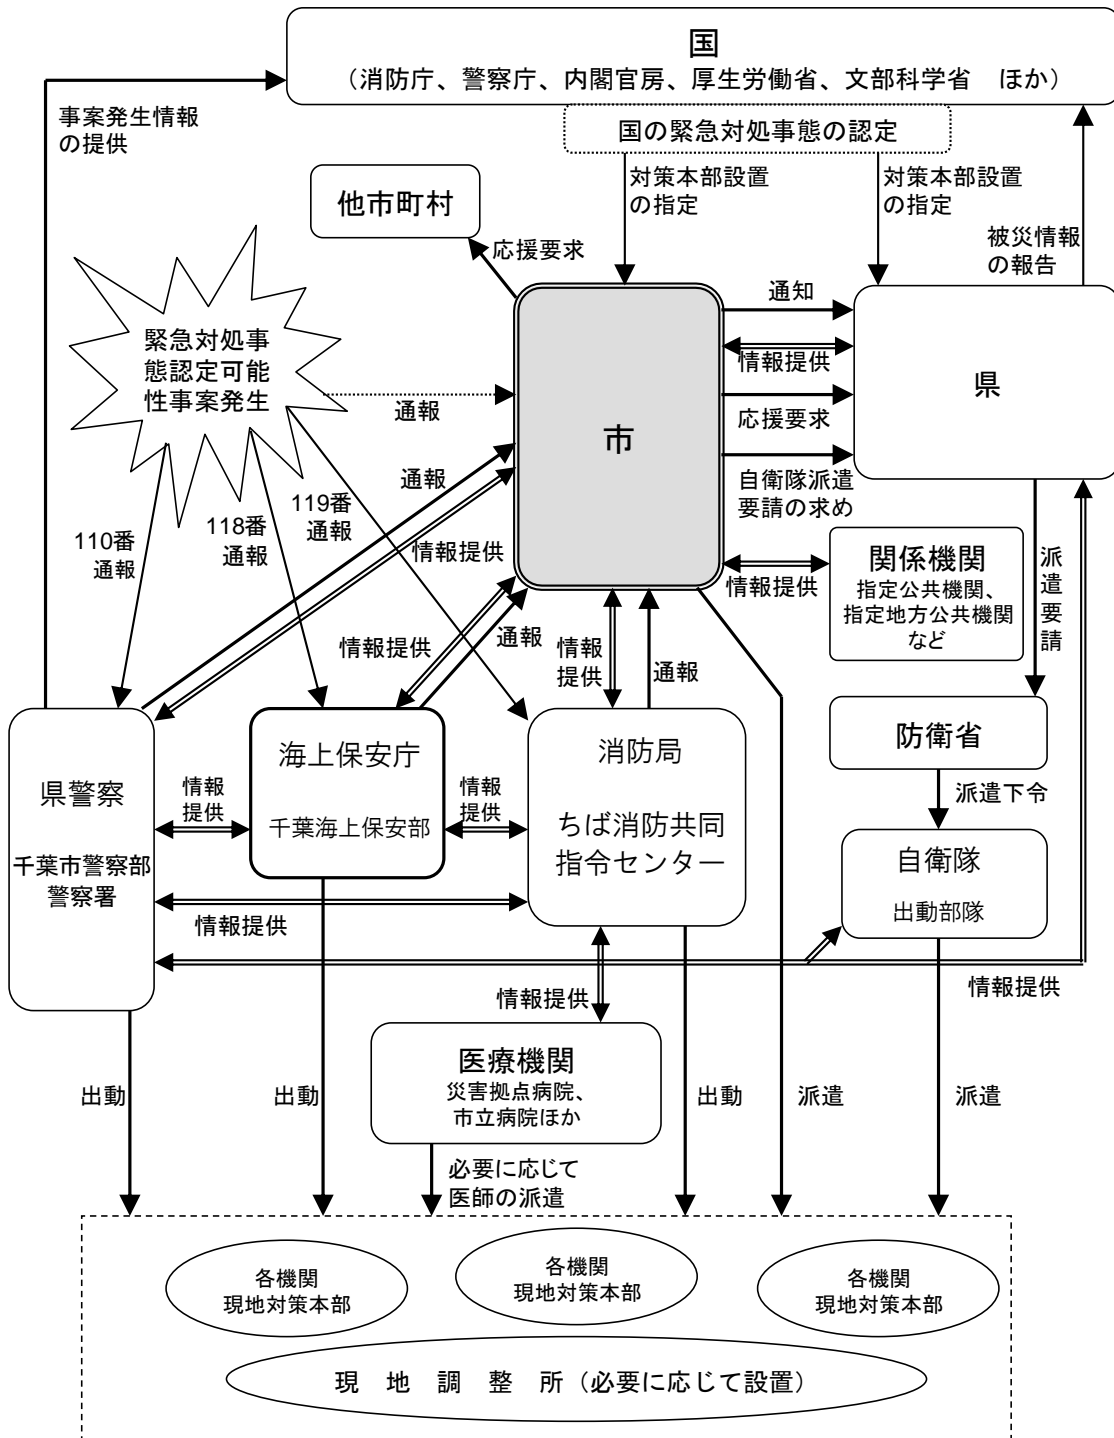 国
（消防庁、警察庁、内閣官房、厚生労働省、文部科学省　ほか）
事案発生情報
の提供
国の緊急対処事態の認定
対策本部設置
の指定
対策本部設置
の指定
他市町村
応援要求
被災情報
の報告
緊急対処事
態認定可能
性事案発生
通報
市
通知
情報提供
応援要求
自衛隊派遣
要請の求め
県
110番
通報
118番
通報
119番
通報
通報
情報提供
情報提供
通報
情報
提供
通報
情報提供
関係機関
指定公共機関、
指定地方公共機関
など
派遣要請
県警察
千葉市警察部
警察署
情報
提供
海上保安庁
千葉海上保安部
情報
提供
消防局
ちば消防共同
指令センター
防衛省
派遣下令
自衛隊
出動部隊
情報提供
情報提供
情報提供
医療機関
災害拠点病院、
市立病院ほか
出動
出動
必要に応じて
医師の派遣
出動
派遣
派遣
各機関
現地対策本部
各機関
現地対策本部
各機関
現地対策本部
現　地　調　整　所（必要に応じて設置）